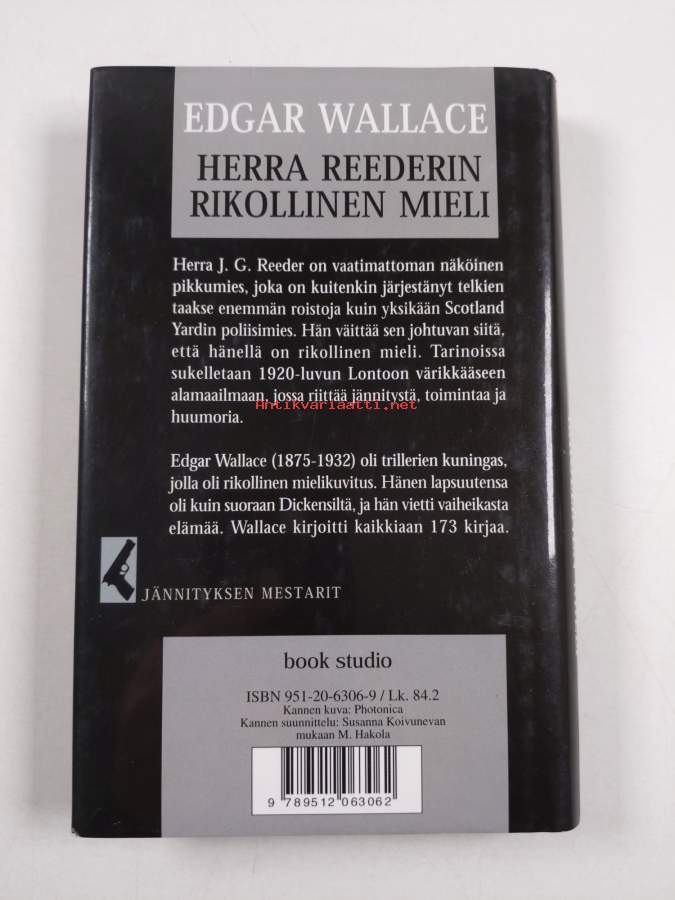 EDGAR WALLACE
HERRA REEDERIN
RIKOLLINEN MIELI
Herra J. G. Reeder on vaatimattoman näköinen
pikkumies, joka on kuitenkin järjestänyt telkien
taakse enemmän roistoja kuin yksikään Scotland
Yardin poliisimies. Hän väittää sen johtuvan siitä,
että hänellä on rikollinen mieli. Tarinoissa
sukelletaan 1920-luvun Lontoon värikkääseen
alamaailmaan, jossa riittää jännitystä, toimintaa ja
Antikvariaatti.net
huumoria.
Edgar Wallace (1875-1932) oli trillerien kuningas,
jolla oli rikollinen mielikuvitus. Hänen lapsuutensa
oli kuin suoraan Dickensiltä, ja hän vietti vaiheikasta
elämää. Wallace kirjoitti kaikkiaan 173 kirjaa.
JÄNNITYKSEN MESTARIT
book studio
ISBN 951-20-6306-9 / Lk. 84.2
Kannen kuva: Photonica
Kannen suunnittelu: Susanna Koivunevan
mukaan M. Hakola
9 789512 063062